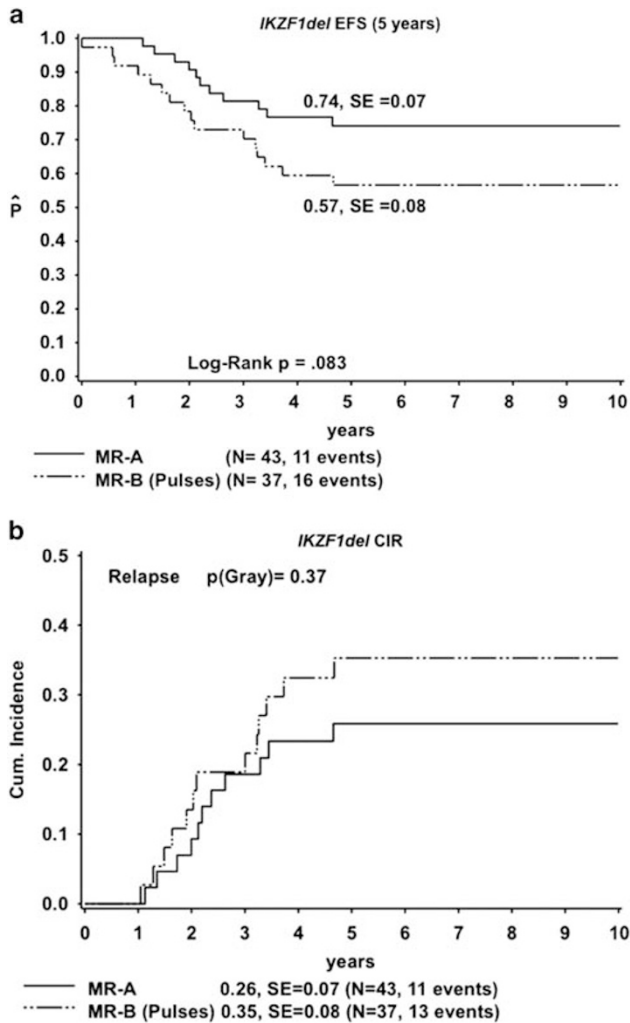 a
IKZF1del EFS (5 years)
1.0
0.9
0.8
0.7
0.6
0.5
0.4
0.3
0.2
0.1
0.0
P̂
0.74, SE =0.07
0.57, SE =0.08
Log-Rank p = .083
0 1 2 3 4 5 6 7 8 9 10
years
MR-A (N= 43, 11 events)
MR-B (Pulses) (N= 37, 16 events)
b
IKZF1del CIR
0.5
0.4
0.3
0.2
0.1
0.0
Cum. Incidence
Relapse p(Gray)= 0.37
0 1 2 3 4 5 6 7 8 9 10
years
MR-A 0.26, SE=0.07 (N=43, 11 events)
MR-B (Pulses) 0.35, SE=0.08 (N=37, 13 events)